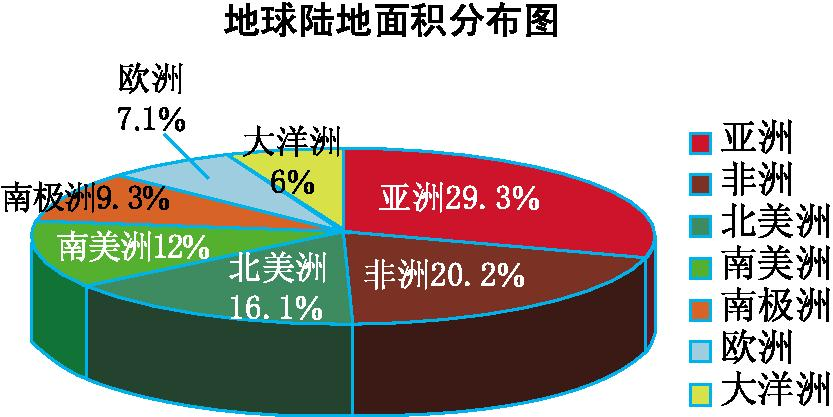 地球陆地面积分布图
欧洲
7.1%
大洋洲
6%
南极洲9.3%
亚洲29.3%
南美洲12%
北美洲
16.1%
非洲20.2%
亚洲
非洲
北美洲
南美洲
南极洲
欧洲
大洋洲